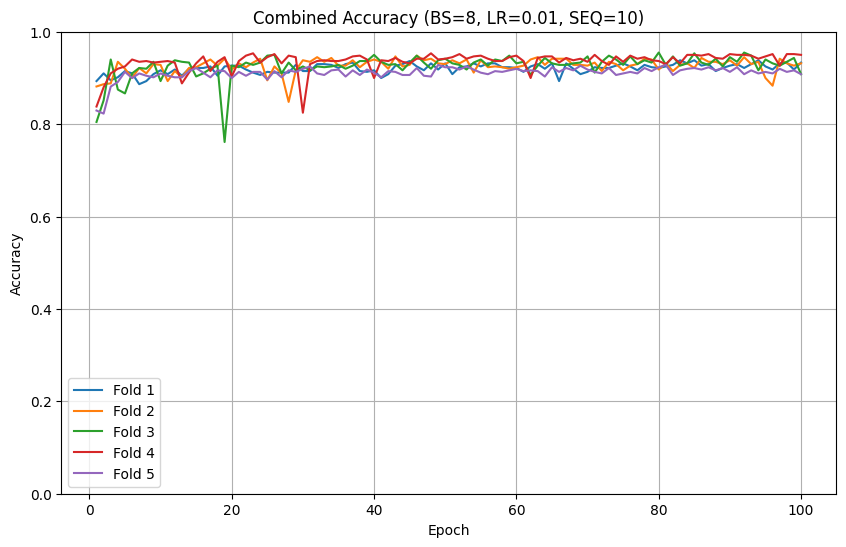 Combined Accuracy (BS=8, LR=0.01, SEQ=10)
1.0
0.8
0.6
0.4
0.2
0.0
Accuracy
Fold 1
Fold 2
Fold 3
Fold 4
Fold 5
0 20 40 60 80 100
Epoch